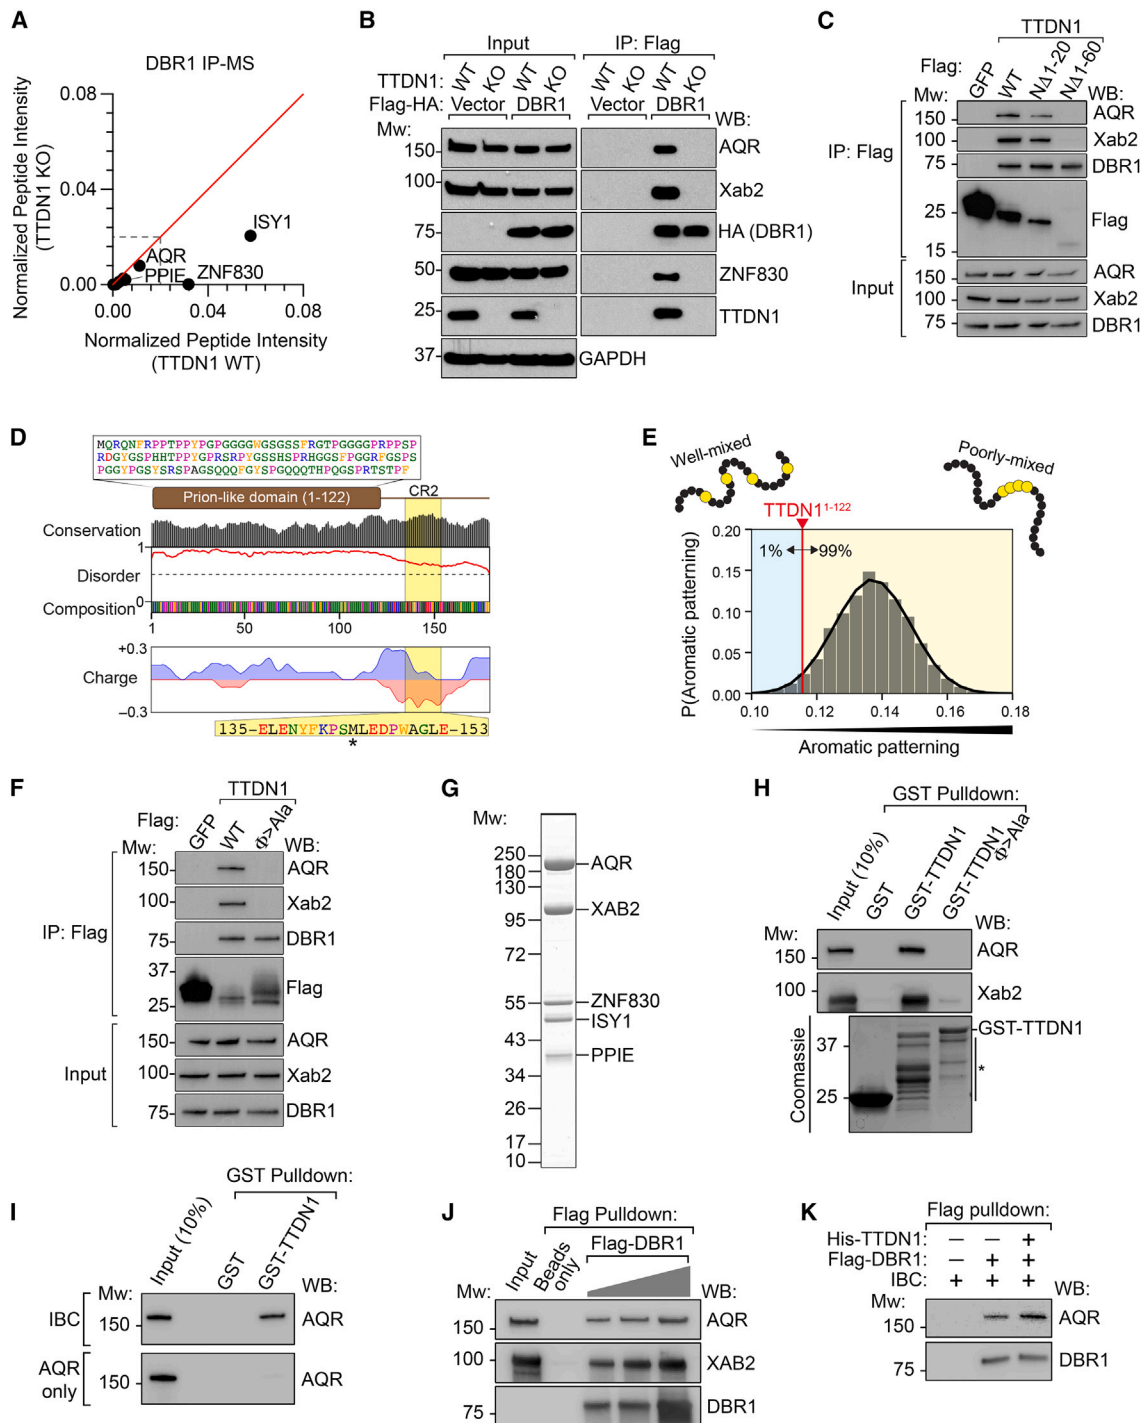 A
DBR1 IP-MS
Normalized Peptide Intensity
(TTDN1 KO)
0.08
0.04
0.00
ISY1
AQR
PPIE
ZNF830
0.00
0.04
0.08
Normalized Peptide Intensity
(TTDN1 WT)
B
Input
IP: Flag
TTDN1: WT KO WT KO WT KO WT KO
Flag-HA: Vector DBR1 Vector DBR1
Mw:
WB:
150
AQR
100
Xab2
75
HA (DBR1)
50
ZNF830
25
TTDN1
37
GAPDH
C
TTDN1
Flag: GFP WT NΔ1-20 NΔ1-60
Mw:
WB:
IP: Flag
150
AQR
100
Xab2
75
DBR1
25
Flag
15
Input
150
AQR
100
Xab2
75
DBR1
D
MQRQNFRPPTPPYPGPGGGGWGSGSSFRGTPGGGGPRPPSP
RDGYGSPHHTPPYGPRSRPYGSSHSPRHGGSFPGGRFGSPS
PGGYPGSYSRSPAGSQQQFGYSPGQQQTHPQGSPRTSTPF
Prion-like domain (1-122)
CR2
Conservation
1
Disorder
0
Composition
1 50 100 150
+0.3
Charge
−0.3
135-ELENYFKPSMLEDPWAGLE-153
*
E
Well-mixed
Poorly-mixed
TTDN1¹⁻¹²²
P(Aromatic patterning)
0.20
0.15
0.10
0.05
0.00
1% 99%
0.10 0.12 0.14 0.16 0.18
Aromatic patterning
F
TTDN1
Flag: GFP WT Φ>Ala
Mw:
WB:
IP: Flag
150
AQR
100
Xab2
75
DBR1
37
Flag
25
Input
150
AQR
100
Xab2
75
DBR1
G
Mw:
250
180
130
95
72
55
43
34
26
17
10
AQR
XAB2
ZNF830
ISY1
PPIE
H
GST Pulldown:
Input (10%)
GST
GST-TTDN1
GST-TTDN1 Φ>Ala
Mw:
WB:
150
AQR
100
Xab2
Coomassie
GST-TTDN1
37
*
25
I
GST Pulldown:
Input (10%)
GST
GST-TTDN1
Mw:
WB:
IBC
150
AQR
AQR only
150
AQR
J
Flag Pulldown:
Input
Beads only
Flag-DBR1
Mw:
WB:
150
AQR
100
XAB2
75
DBR1
K
Flag pulldown:
His-TTDN1: − − +
Flag-DBR1: − + +
IBC: + + +
Mw:
WB:
150
AQR
75
DBR1